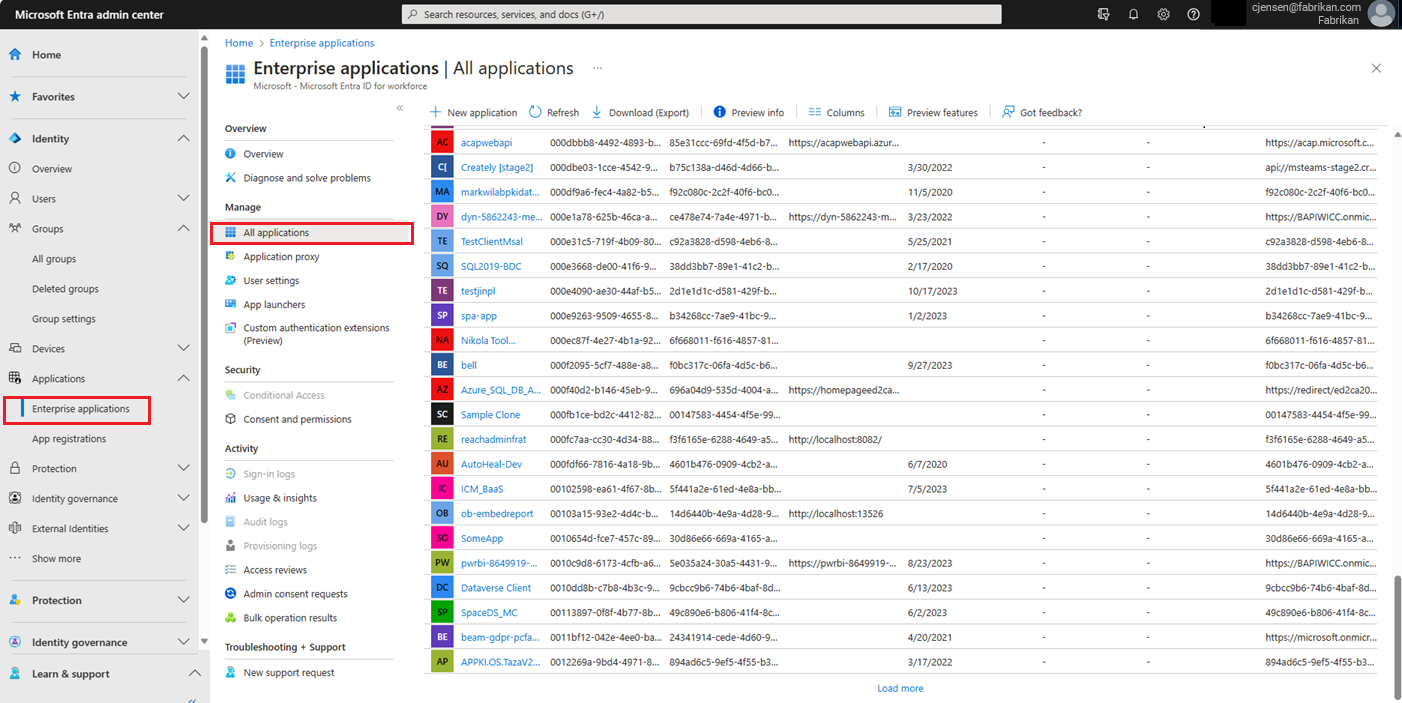 Microsoft Entra admin center
Search resources, services, and docs (G+/)
cjensen@fabrikan.com
Fabrikan
Home
Favorites
Identity
Overview
Users
Groups
All groups
Deleted groups
Group settings
Devices
Applications
Enterprise applications
App registrations
Protection
Identity governance
External Identities
Show more
Protection
Identity governance
Learn & support
Home > Enterprise applications
Enterprise applications | All applications
Microsoft - Microsoft Entra ID for workforce
Overview
Overview
Diagnose and solve problems
Manage
All applications
Application proxy
User settings
App launchers
Custom authentication extensions
(Preview)
Security
Conditional Access
Consent and permissions
Activity
Sign-in logs
Usage & insights
Audit logs
Provisioning logs
Access reviews
Admin consent requests
Bulk operation results
Troubleshooting + Support
New support request
New application Refresh Download (Export) Preview info Columns Preview features Got feedback?
AC acapwebapi 000dbbb8-4492-4893-b... 85e31ccc-69fd-4f5d-b7... https://acapwebapi.azur... - - https://acap.microsoft.c...
C[ Creately [stage2] 000dbe03-1cce-4542-9... b75c138a-d46d-4d66-b... 3/30/2022 - - api://msteams-stage2.cr...
MA markwilabpkidat... 000df9a6-fec4-4a82-b5... f92c080c-2c2f-40f6-bc0... 11/5/2020 - - f92c080c-2c2f-40f6-bc0...
DY dyn-5862243-me... 000e1a78-625b-46ca-a... ce478e74-7a4e-4971-b... https://dyn-5862243-m... 3/23/2022 - - https://BAPIWICC.onmic...
TE TestClientMsal 000e31c5-719f-4b09-80... c92a3828-d598-4eb6-8... 5/25/2021 - - c92a3828-d598-4eb6-8...
SQ SQL2019-BDC 000e3668-de00-41f6-9... 38dd3bb7-89e1-41c2-b... 2/17/2020 - - 38dd3bb7-89e1-41c2-b...
TE testjinpl 000e4090-ae30-44af-b5... 2d1e1d1c-d581-429f-b... 10/17/2023 - - 2d1e1d1c-d581-429f-b...
SP spa-app 000e9263-9509-4655-8... b34268cc-7ae9-41bc-9... 1/2/2023 - - b34268cc-7ae9-41bc-9...
NA Nikola Tool... 000ec87f-4e27-4b1a-92... 6f668011-f616-4857-81... - - 6f668011-f616-4857-81...
BE bell 000f2095-5cf7-488e-a8... f0bc317c-06fa-4d5c-b6... 9/27/2023 - - f0bc317c-06fa-4d5c-b6...
AZ Azure_SQL_DB_A... 000f40d2-b146-45eb-9... 696a04d9-535d-4004-a... https://homepageed2ca... - - https://redirect/ed2ca20...
SC Sample Clone 000fb1ce-bd2c-4412-82... 00147583-4454-4f5e-99... - - 00147583-4454-4f5e-99...
RE reachadminfrat 000fc7aa-cc30-4d34-88... f3f6165e-6288-4649-a5... http://localhost:8082/ - - f3f6165e-6288-4649-a5...
AU AutoHeal-Dev 000fdf66-7816-4a18-9b... 4601b476-0909-4cb2-a... 6/7/2020 - - 4601b476-0909-4cb2-a...
IC ICM_BaaS 00102598-ea61-4f67-8b... 5f441a2e-61ed-4e8a-bb... 7/5/2023 - - 5f441a2e-61ed-4e8a-bb...
OB ob-embedreport 00103a15-93e2-4d4c-b... 14d6440b-4e9a-4d28-9... http://localhost:13526 - - 14d6440b-4e9a-4d28-9...
SO SomeApp 0010654d-fce7-457c-89... 30d86e66-669a-4165-a... - - 30d86e66-669a-4165-a...
PW pwrbi-8649919-... 0010c9d8-6173-4cfb-a6... 5e035a24-30a5-4431-9... https://pwrbi-8649919-... 8/23/2023 - - https://BAPIWICC.onmic...
DC Dataverse Client 0010dd8b-c7b8-4b3c-9... 9cbcc9b6-74b6-4baf-8d... 6/13/2023 - - 9cbcc9b6-74b6-4baf-8d...
SP SpaceDS_MC 00113897-0f8f-4b77-8b... 49c890e6-b806-41f4-8c... 6/2/2023 - - 49c890e6-b806-41f4-8c...
BE beam-gdpr-pcfa... 0011bf12-042e-4ee0-ba... 24341914-cede-4d60-9... 4/20/2021 - - https://microsoft.onmicr...
AP APPKI.OS.TazaV2... 0012269a-9bd4-4971-8... 894ad6c5-9ef5-4f55-b3... 3/17/2022 - - 894ad6c5-9ef5-4f55-b3...
Load more